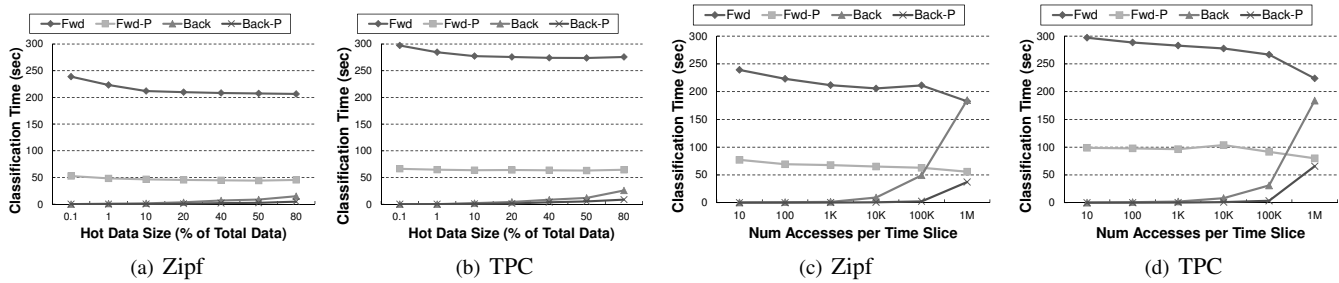 Fwd Fwd-P Back Back-P
Classification Time (sec)
300
250
200
150
100
50
0
0.1 1 10 20 40 50 80
Hot Data Size (% of Total Data)
(a) Zipf
Fwd Fwd-P Back Back-P
Classification Time (sec)
300
250
200
150
100
50
0
0.1 1 10 20 40 50 80
Hot Data Size (% of Total Data)
(b) TPC
Fwd Fwd-P Back Back-P
Classification Time (sec)
300
250
200
150
100
50
0
10 100 1K 10K 100K 1M
Num Accesses per Time Slice
(c) Zipf
Fwd Fwd-P Back Back-P
Classification Time (sec)
300
250
200
150
100
50
0
10 100 1K 10K 100K 1M
Num Accesses per Time Slice
(d) TPC